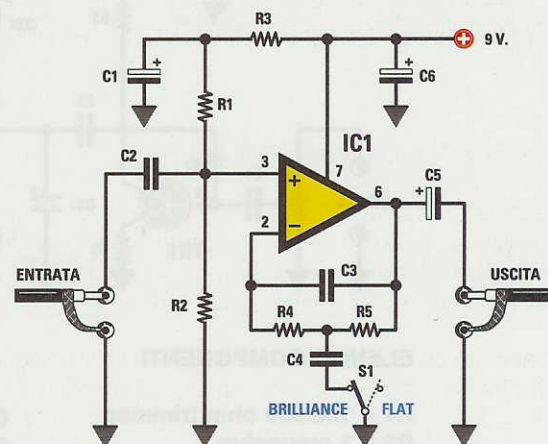 R3
+
9 V.
C1
+
+
C6
R1
IC1
C2
3
+
7
6
C5
+
2
−
ENTRATA
C3
USCITA
R2
R4
R5
C4
S1
BRILLIANCE
FLAT